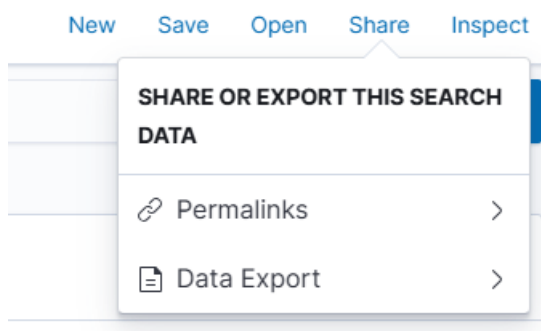 New Save Open Share Inspect
SHARE OR EXPORT THIS SEARCH
DATA
Permalinks
Data Export